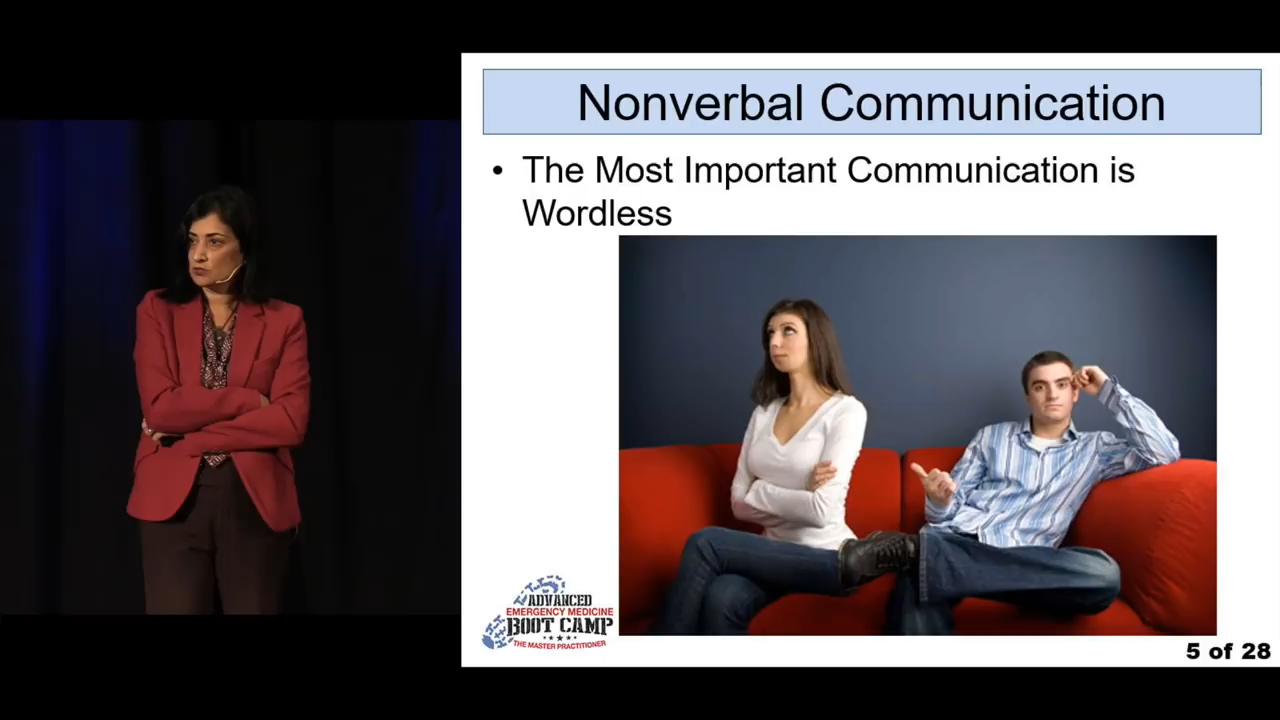 Nonverbal Communication
• The Most Important Communication is
Wordless
ADVANCED
EMERGENCY MEDICINE
BOOT CAMP
THE MASTER PRACTITIONER
5 of 28